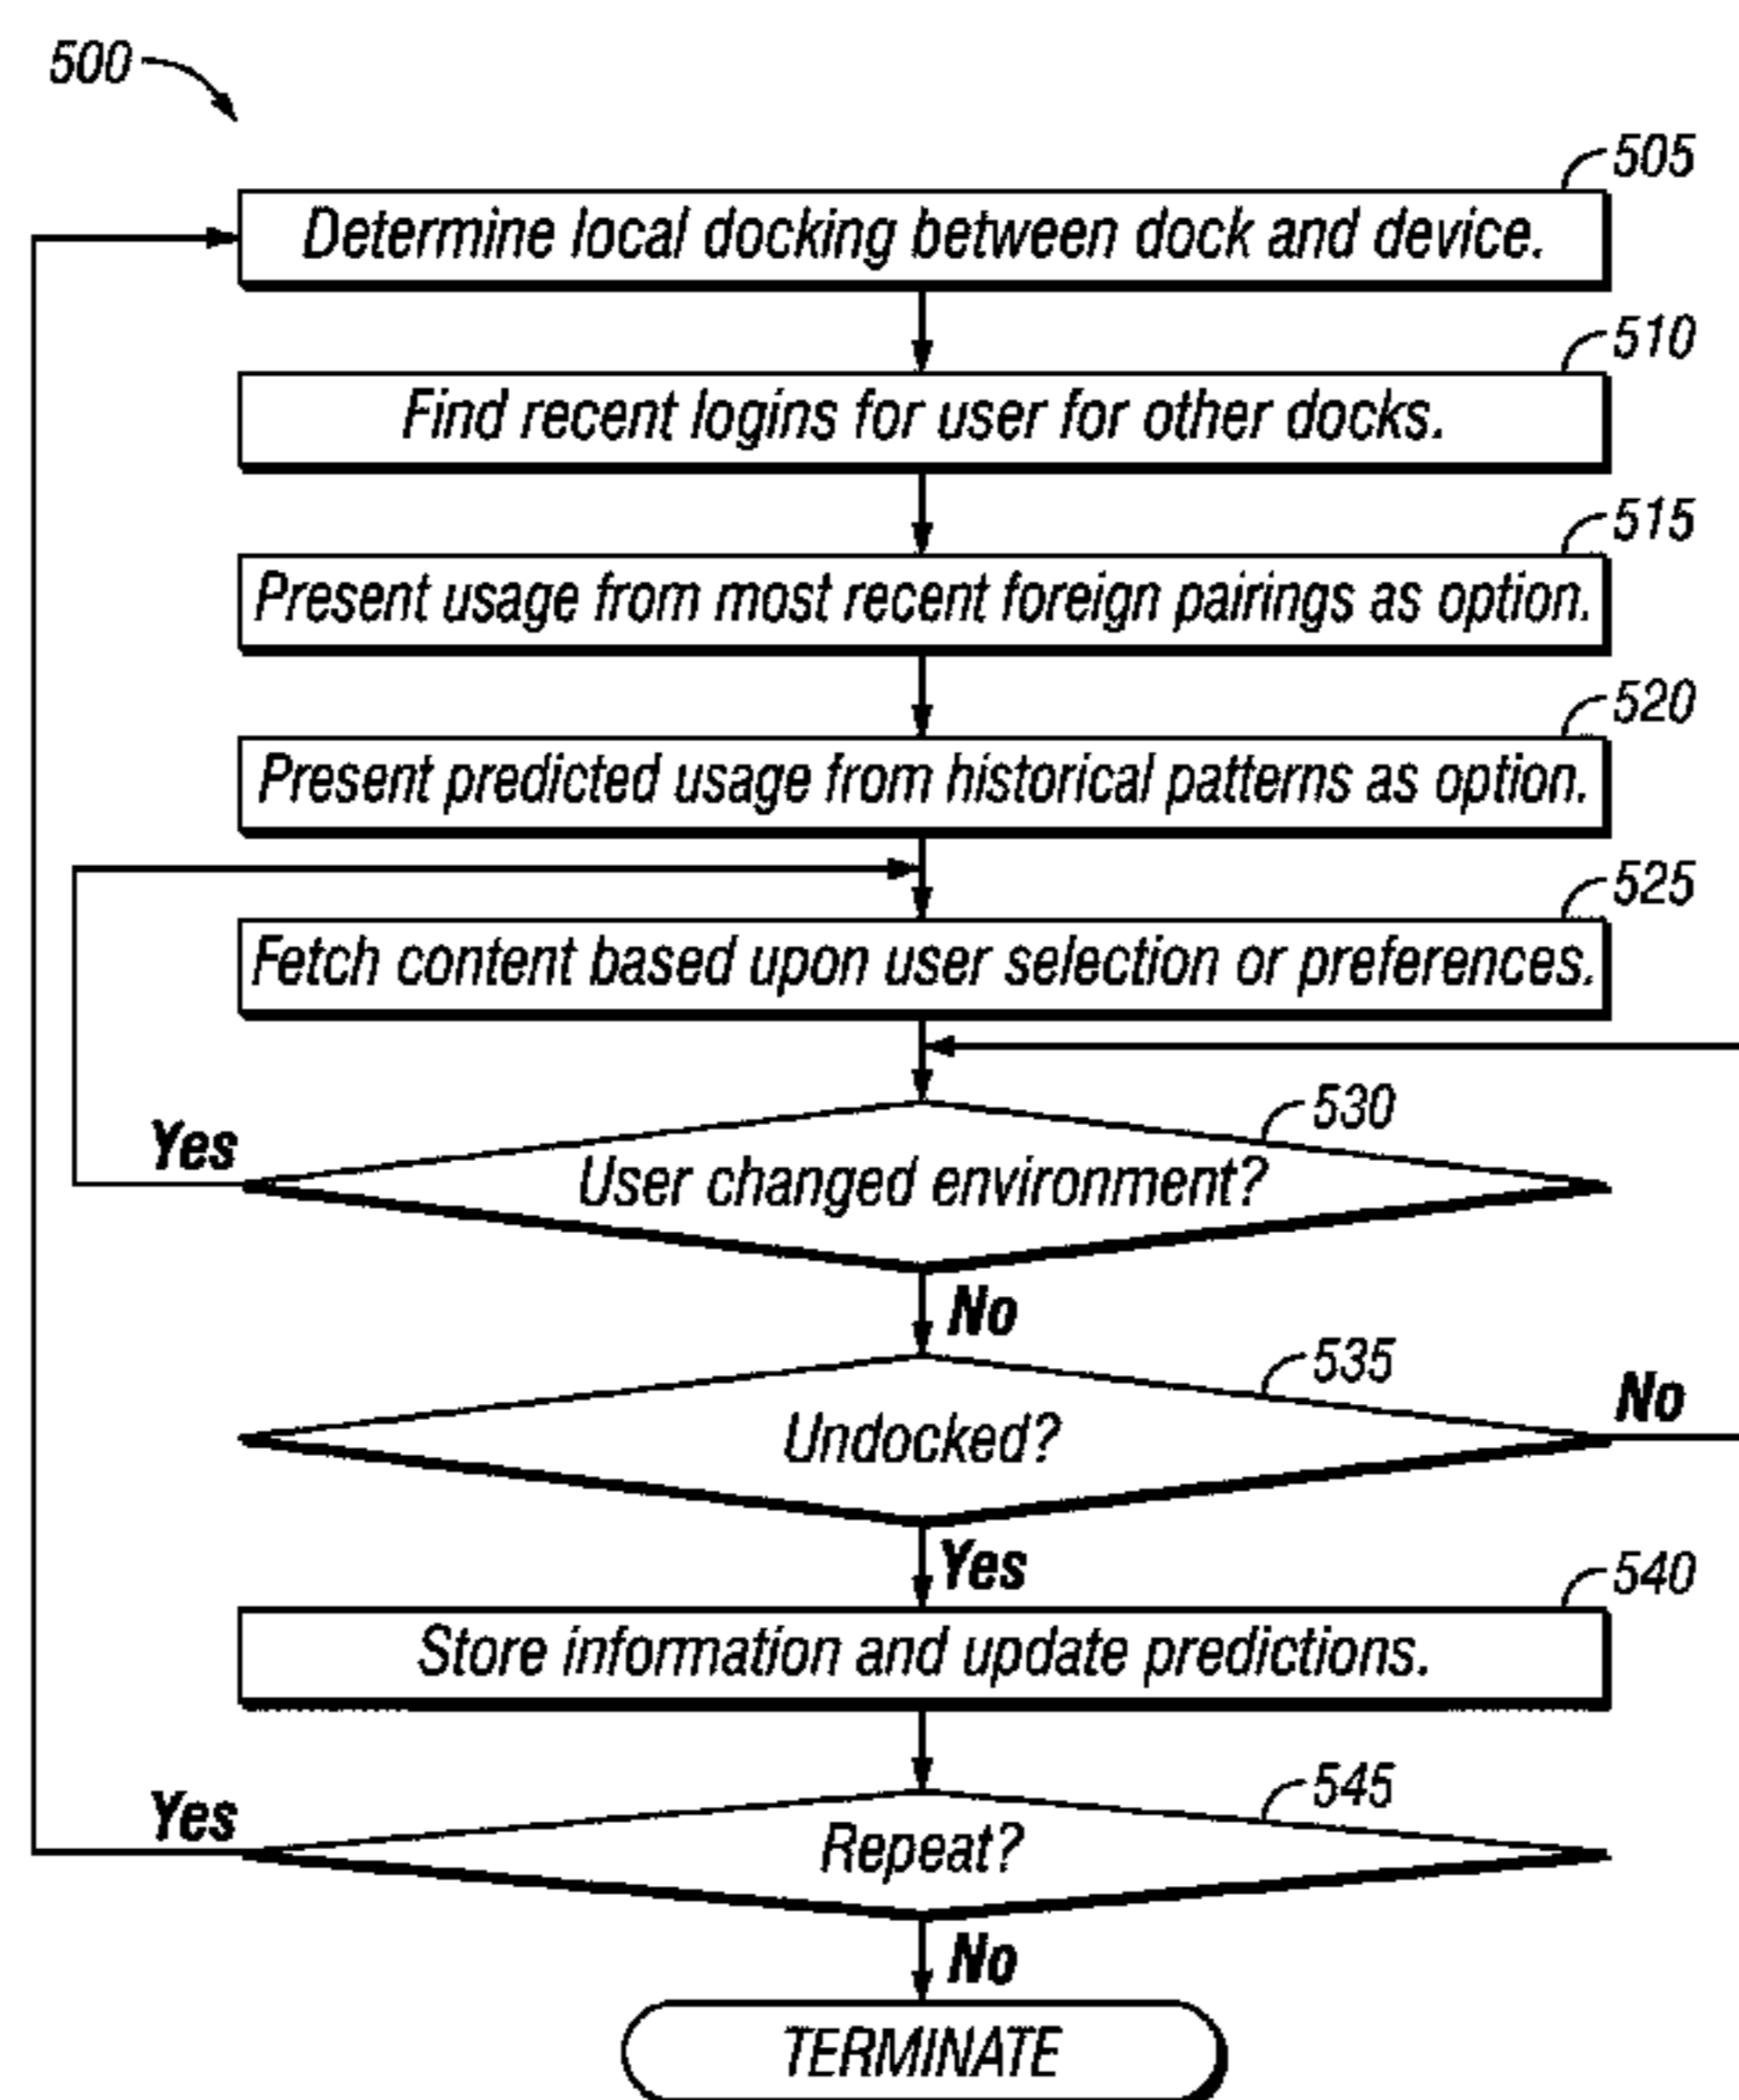 500
505
Determine local docking between dock and device.
510
Find recent logins for user for other docks.
515
Present usage from most recent foreign pairings as option.
520
Present predicted usage from historical patterns as option.
525
Fetch content based upon user selection or preferences.
530
Yes
User changed environment?
No
535
No
Undocked?
Yes
540
Store information and update predictions.
545
Yes
Repeat?
No
TERMINATE